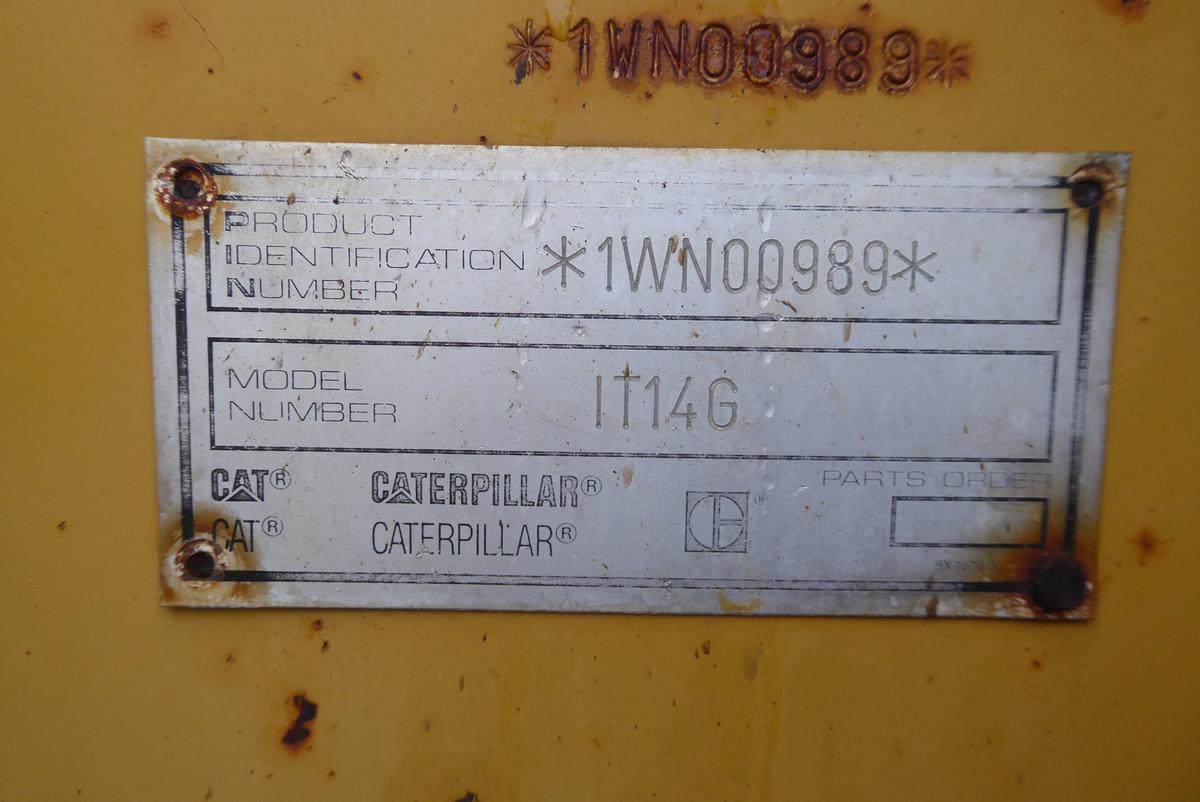 *1WN00989*
PRODUCT
IDENTIFICATION *1WN00989*
NUMBER
MODEL
NUMBER IT14G
CAT® CATERPILLAR® ®
PARTS ORDER
CAT® CATERPILLAR®